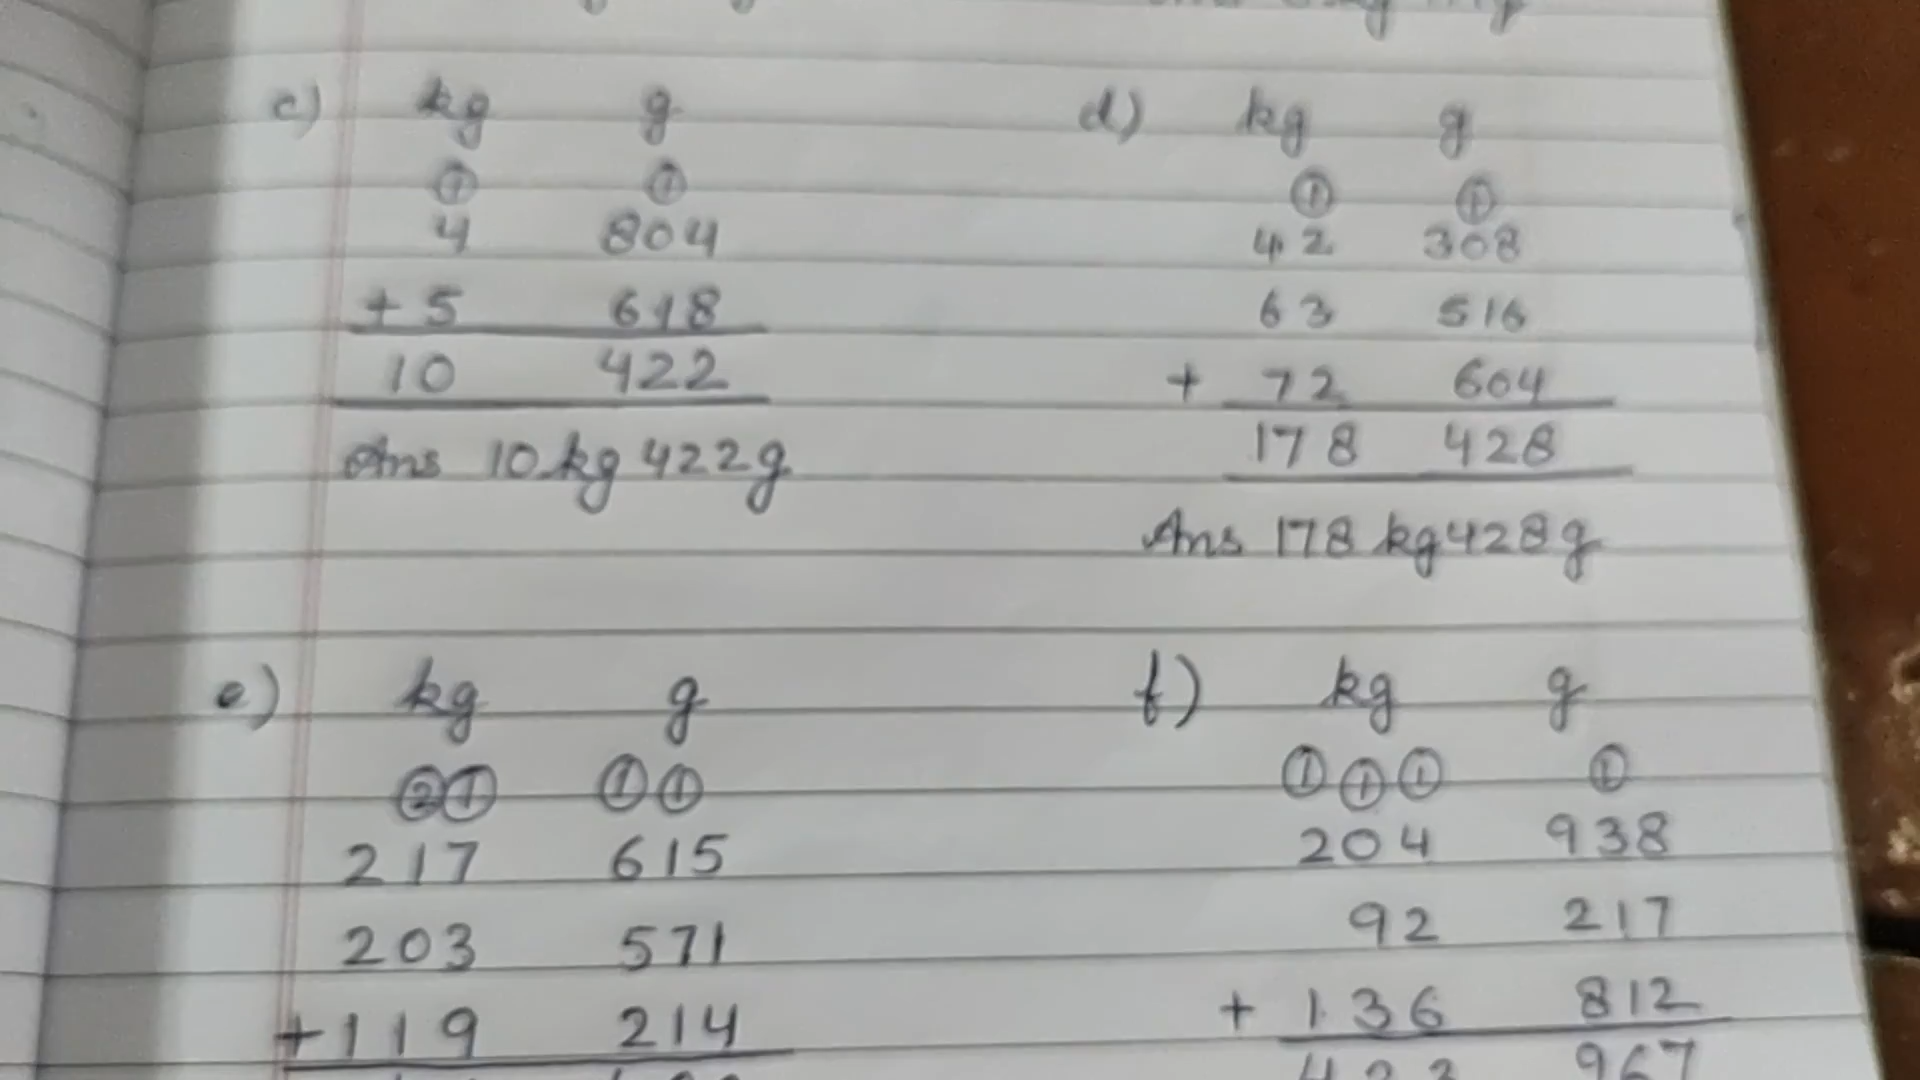 c) kg g
① ①
4 804
+ 5 618
10 422
Ans 10 kg 422g
d) kg g
① ①
42 308
63 516
+ 72 604
178 428
Ans 178 kg 428 g
e) kg g
②① ①①
217 615
203 571
+119 214
f) kg g
①①① ①
204 938
92 217
+ 136 812
967